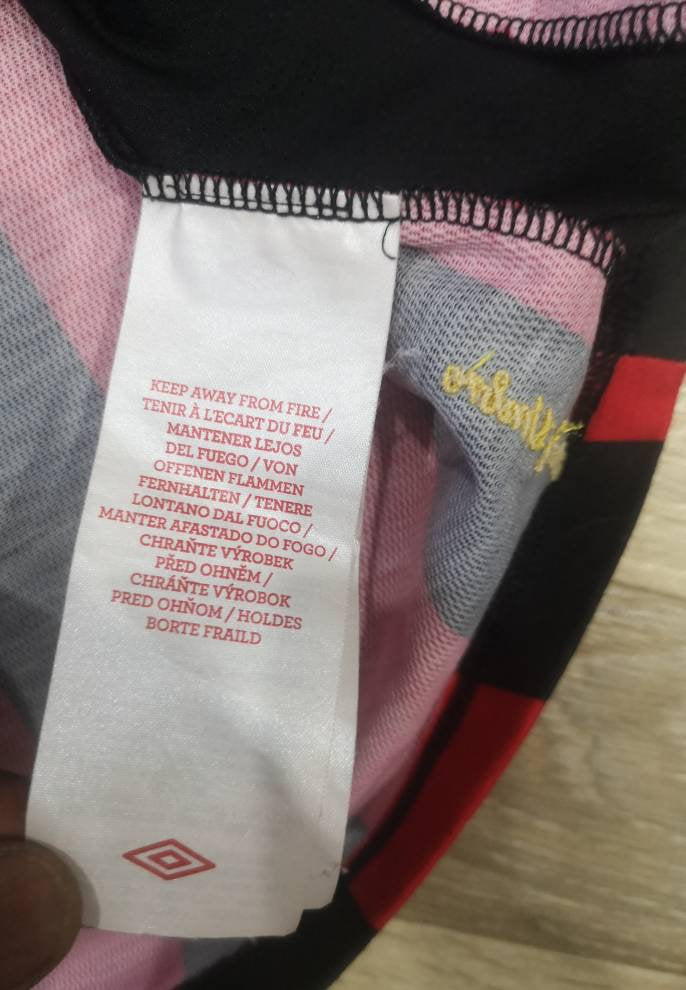 KEEP AWAY FROM FIRE /
TENIR À L'ECART DU FEU /
MANTENER LEJOS
DEL FUEGO / VON
OFFENEN FLAMMEN
FERNHALTEN / TENERE
LONTANO DAL FUOCO /
MANTER AFASTADO DO FOGO /
CHRAŇTE VÝROBEK
PŘED OHNĚM /
CHRÁŇTE VÝROBOK
PRED OHŇOM / HOLDES
BORTE FRAILD